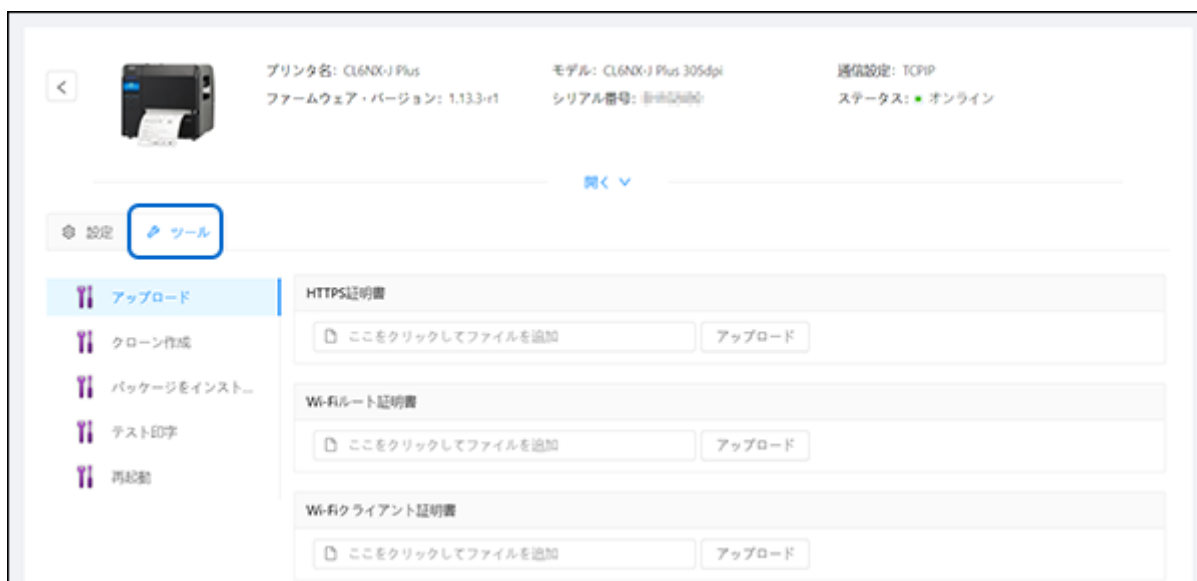 プリンタ名: CL6NX-J Plus モデル: CL6NX-J Plus 305dpi 通信設定: TCPIP
ファームウェア・バージョン: 1.13.3-r1 シリアル番号: ステータス: オンライン
開く
設定 ツール
アップロード
クローン作成
パッケージをインスト...
テスト印字
再起動
HTTPS証明書
ここをクリックしてファイルを追加 アップロード
Wi-Fiルート証明書
ここをクリックしてファイルを追加 アップロード
Wi-Fiクライアント証明書
ここをクリックしてファイルを追加 アップロード